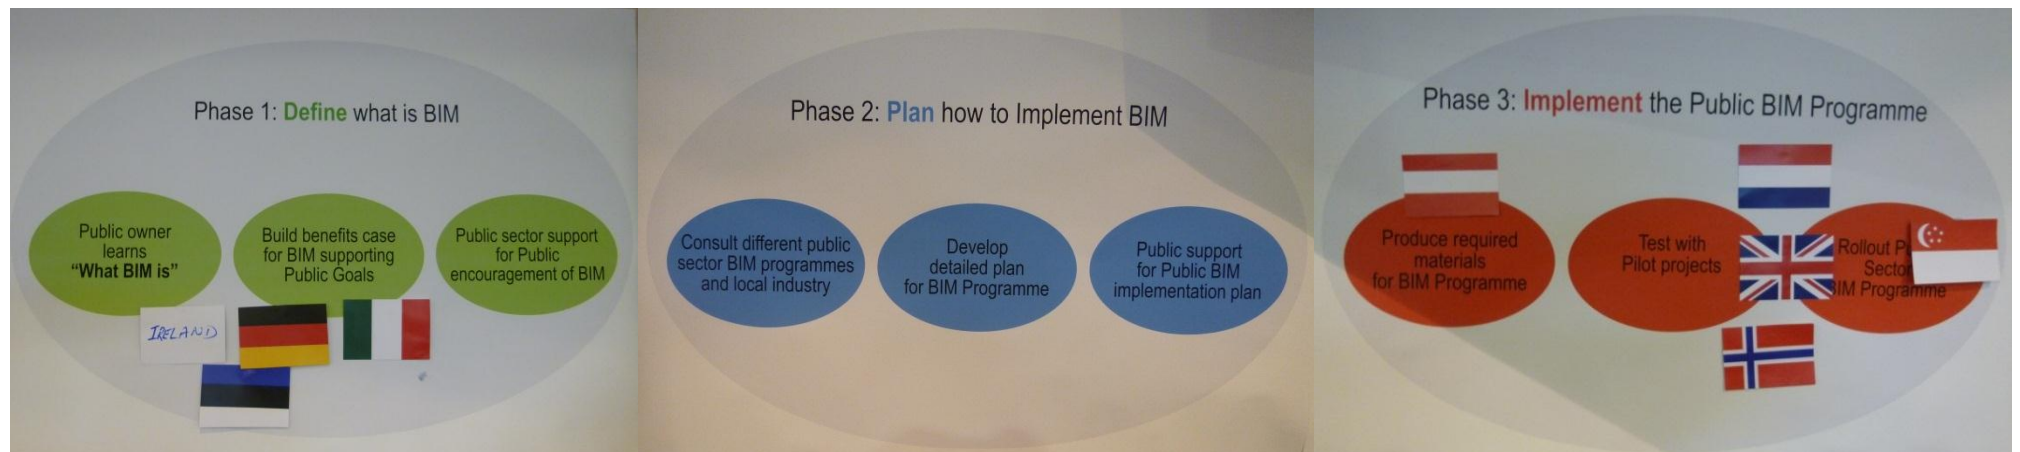 Phase 1: Define what is BIM
Public owner
learns
“What BIM is”
Build benefits case
for BIM supporting
Public Goals
Public sector support
for Public
encouragement of BIM
IRELAND
Phase 2: Plan how to Implement BIM
Consult different public
sector BIM programmes
and local industry
Develop
detailed plan
for BIM Programme
Public support
for Public BIM
implementation plan
Phase 3: Implement the Public BIM Programme
Produce required
materials
for BIM Programme
Test with
Pilot projects
Rollout
Sector
BIM Programme